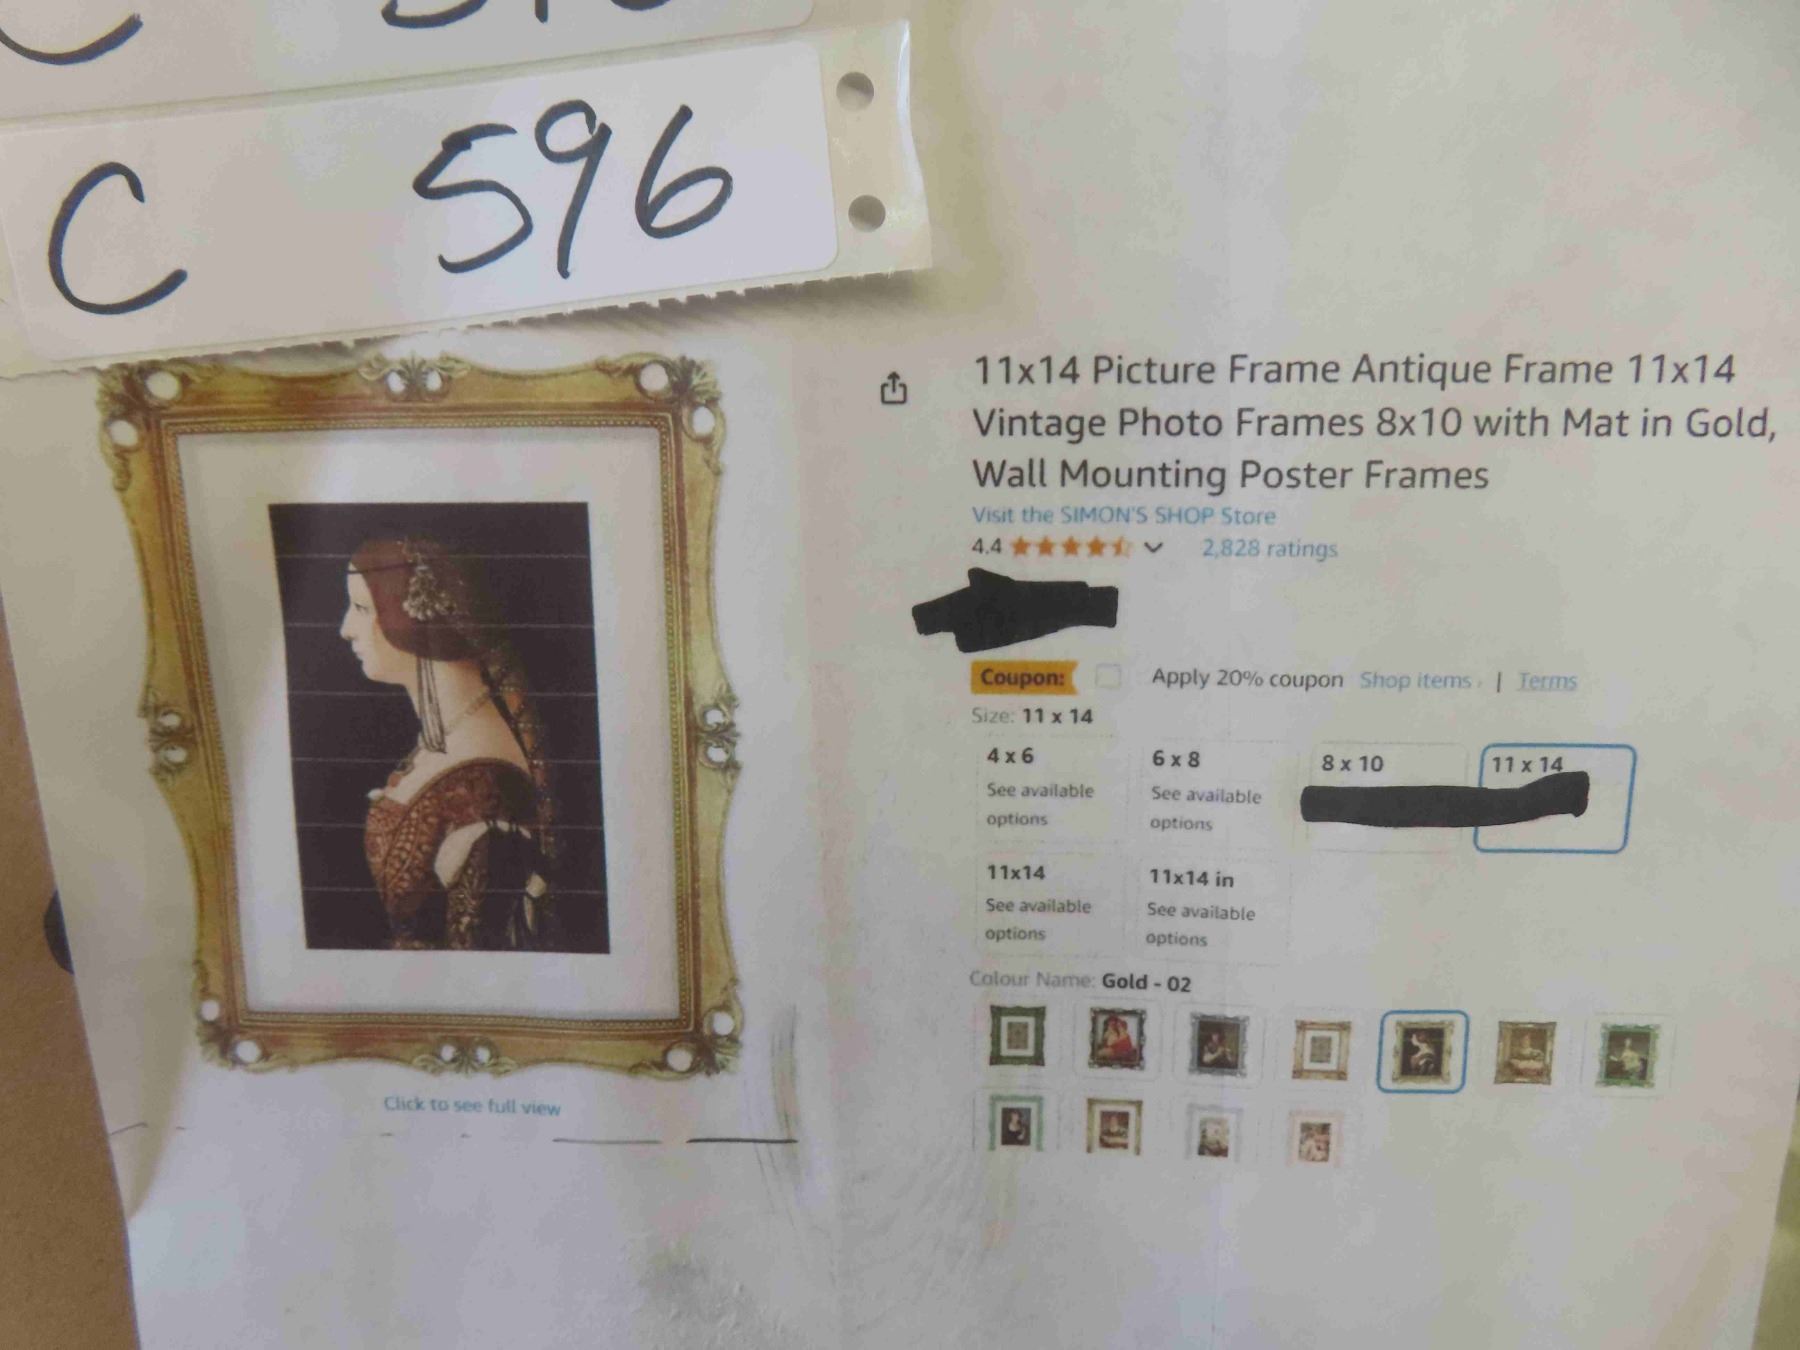 C 596
11x14 Picture Frame Antique Frame 11x14
Vintage Photo Frames 8x10 with Mat in Gold,
Wall Mounting Poster Frames
Visit the SIMON'S SHOP Store
4.4 2,828 ratings
Coupon: Apply 20% coupon Shop items › | Terms
Size: 11 x 14
4 x 6 6 x 8 8 x 10 11 x 14
See available See available
options options
11x14 11x14 in
See available See available
options options
Colour Name: Gold - 02
Click to see full view